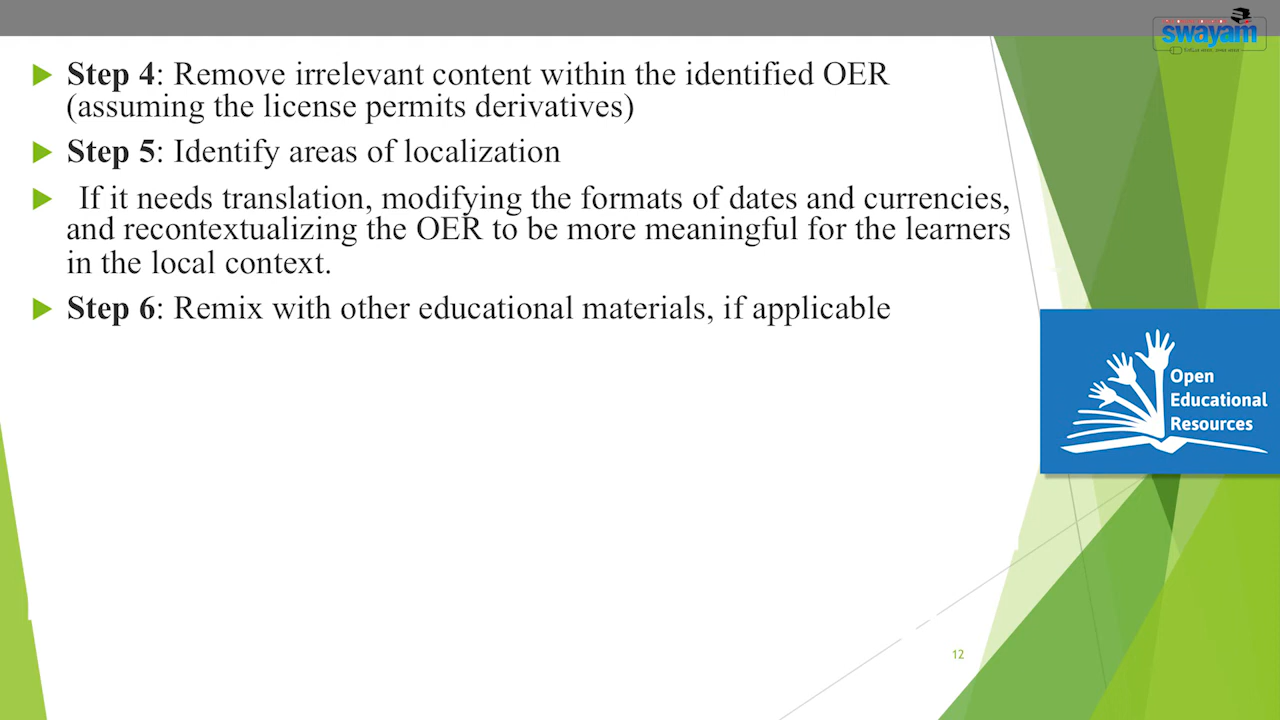 swayam
Step 4: Remove irrelevant content within the identified OER
(assuming the license permits derivatives)
Step 5: Identify areas of localization
If it needs translation, modifying the formats of dates and currencies,
and recontextualizing the OER to be more meaningful for the learners
in the local context.
Step 6: Remix with other educational materials, if applicable
Open
Educational
Resources
12